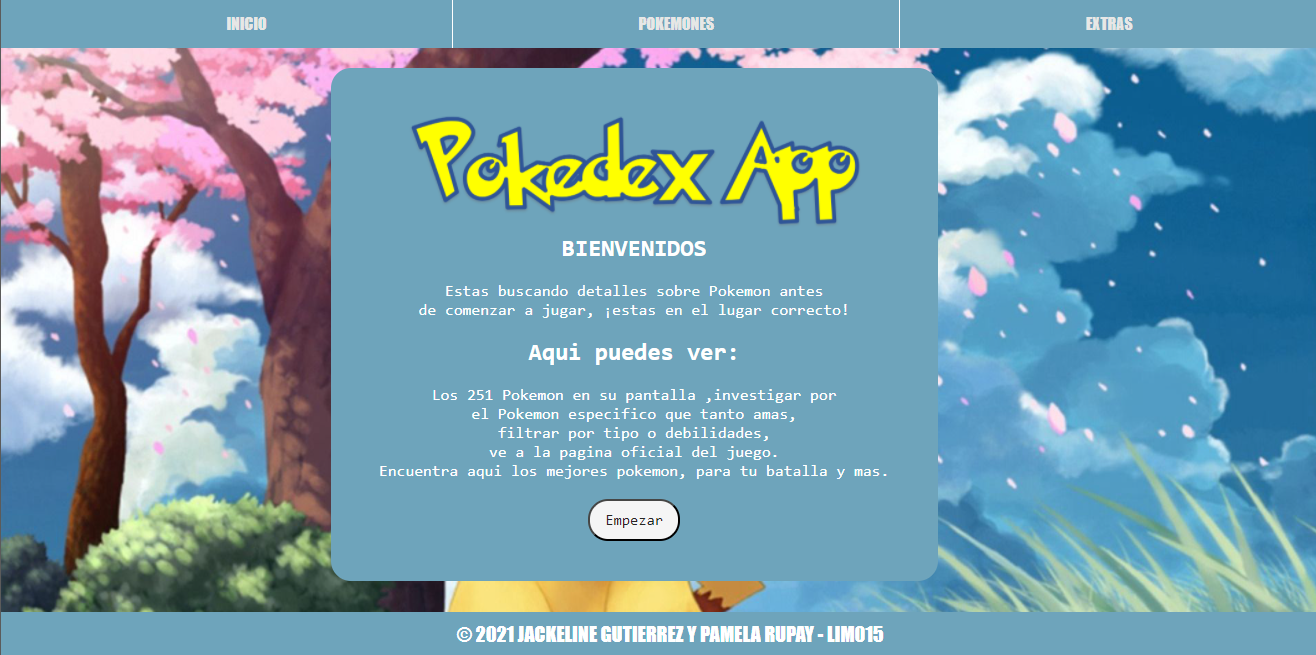 INICIO
POKEMONES
EXTRAS
Pokedex App
BIENVENIDOS
Estas buscando detalles sobre Pokemon antes
de comenzar a jugar, ¡estas en el lugar correcto!
Aqui puedes ver:
Los 251 Pokemon en su pantalla ,investigar por
el Pokemon especifico que tanto amas,
filtrar por tipo o debilidades,
ve a la pagina oficial del juego.
Encuentra aqui los mejores pokemon, para tu batalla y mas.
Empezar
© 2021 JACKELINE GUTIERREZ Y PAMELA RUPAY - LIM015